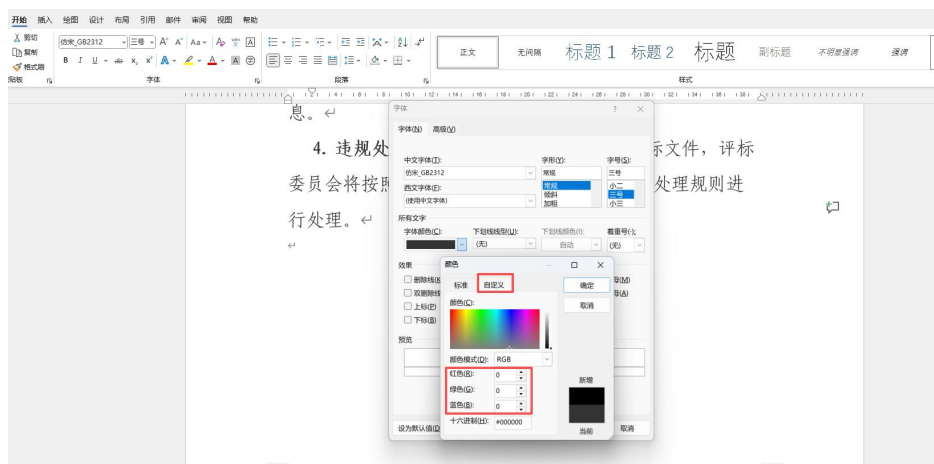 开始 插入 绘图 设计 布局 引用 邮件 审阅 视图 帮助
剪切
复制
格式刷
仿宋_GB2312 三号
正文 无间隔 标题 1 标题 2 标题 副标题 不明显强调 强调
字体 段落 样式
息。
4. 违规处
标文件，评标
委员会将按照
处理规则进
行处理。
字体
字体(N) 高级(V)
中文字体(T): 字形(Y): 字号(S):
仿宋_GB2312 常规 三号
西文字体(F): 常规 小二
(使用中文字体) 倾斜 三号
加粗 小三
所有文字
字体颜色(C): 下划线线型(U): 下划线颜色(I): 着重号(·):
(无) 自动 (无)
效果
删除线(K
双删除线
上标(P)
下标(B)
母(M)
母(A)
预览
设为默认值(D
取消
颜色
标准 自定义
确定
取消
颜色(C):
颜色模式(D): RGB
红色(R): 0
绿色(G): 0
蓝色(B): 0
十六进制(H): #000000
新增
当前